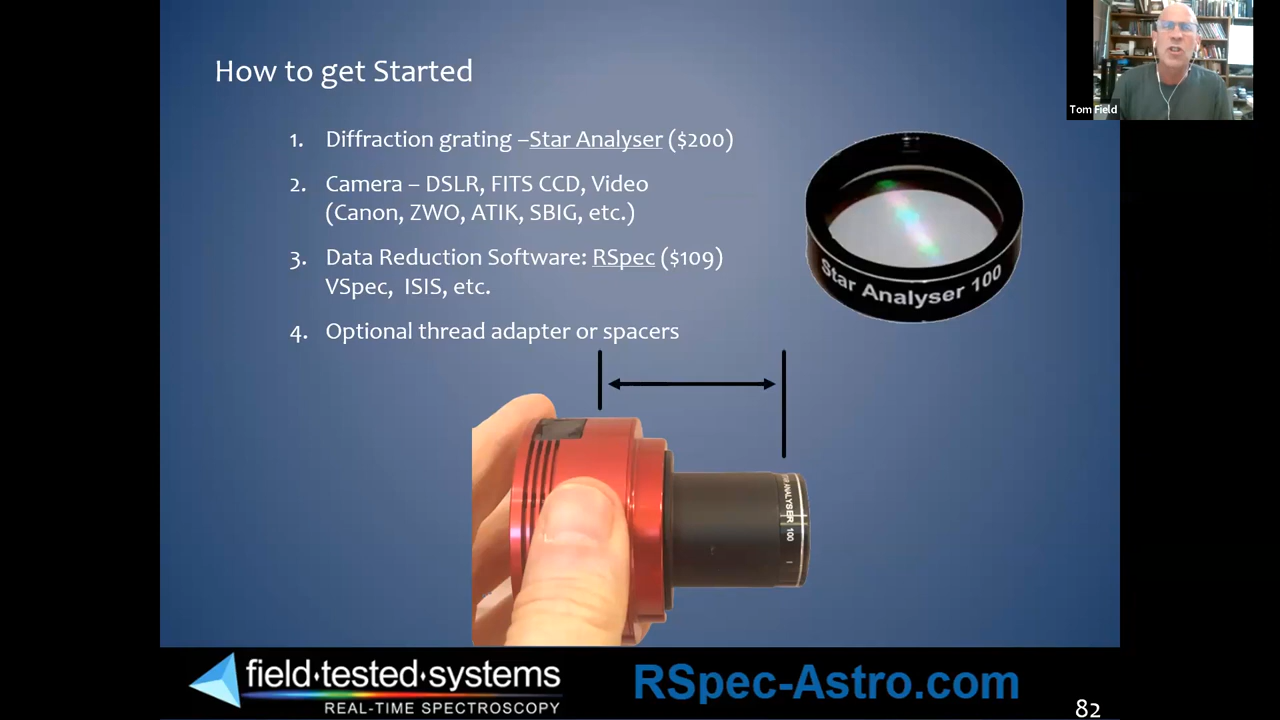 How to get Started
1. Diffraction grating –Star Analyser ($200)
2. Camera – DSLR, FITS CCD, Video
(Canon, ZWO, ATIK, SBIG, etc.)
3. Data Reduction Software: RSpec ($109)
VSpec, ISIS, etc.
4. Optional thread adapter or spacers
Tom Field
Star Analyser 100
STAR ANALYSER 100
field·tested·systems
REAL-TIME SPECTROSCOPY
RSpec-Astro.com
82